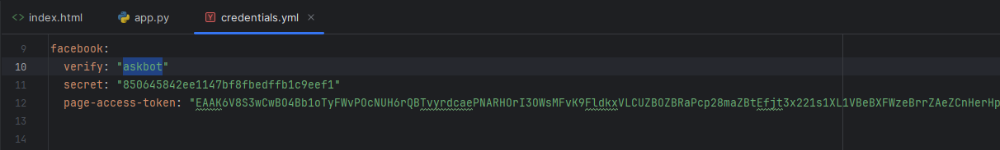 index.html app.py credentials.yml
9 facebook:
10 verify: "askbot"
11 secret: "850645842ee1147bf8fbedffb1c9eef1"
12 page-access-token: "EAAK6V8S3wCwBO4Bb1oTyFWvPOcNUH6rQBTvyrdcaePNARHOrI3OWsMFvK9FldkxVLCUZBOZBRaPcp28maZBtEfjt3x221s1XL1VBeBXFWzeBrrZAeZCnHerHp
13
14